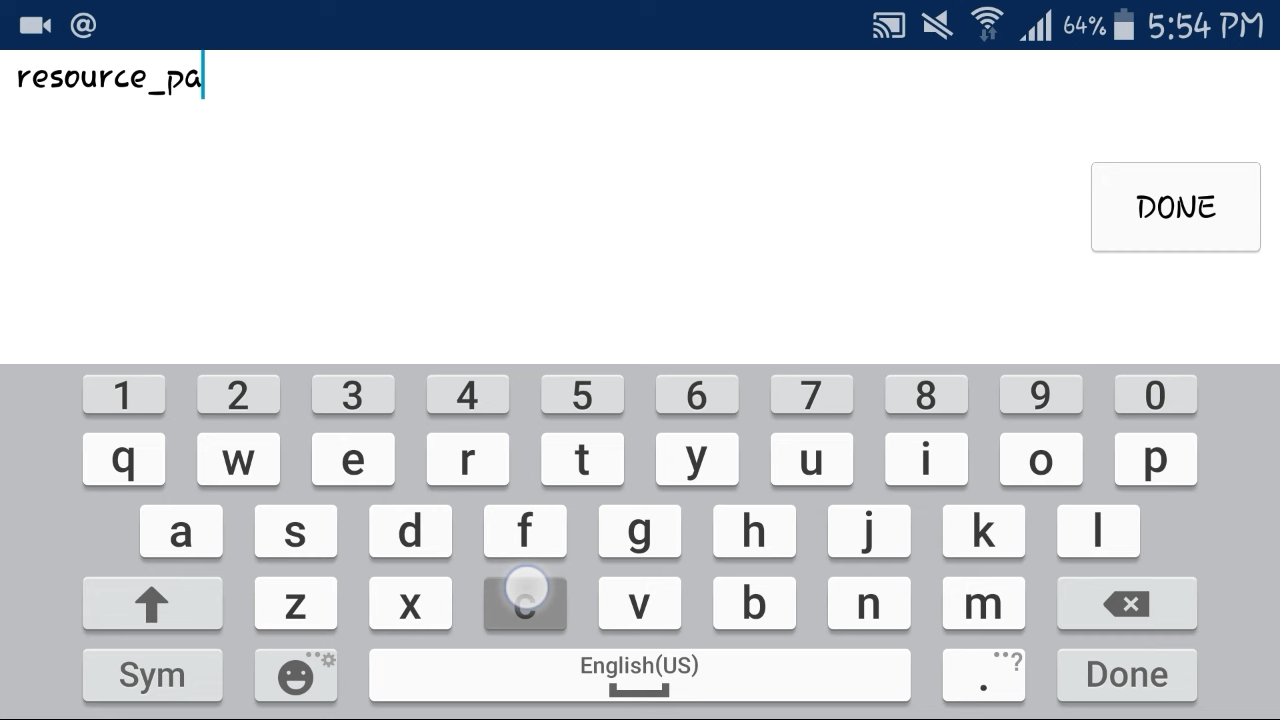 @ 64% 5:54 PM
resource_pa
DONE
1 2 3 4 5 6 7 8 9 0
q w e r t y u i o p
a s d f g h j k l
z x c v b n m
Sym English(US) . ? Done